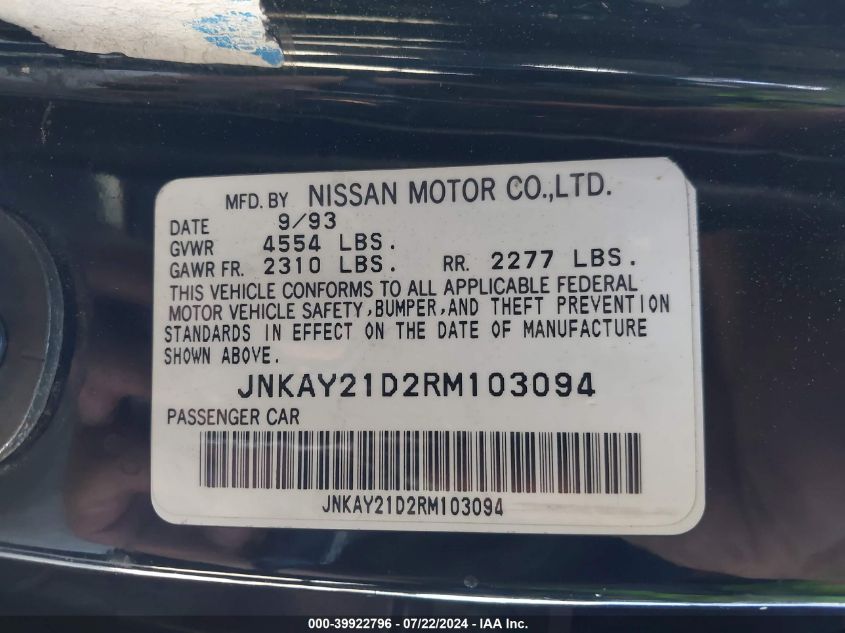 MFD. BY NISSAN MOTOR CO.,LTD.
DATE 9/93
GVWR 4554 LBS.
GAWR FR. 2310 LBS. RR. 2277 LBS.
THIS VEHICLE CONFORMS TO ALL APPLICABLE FEDERAL
MOTOR VEHICLE SAFETY,BUMPER,AND THEFT PREVENTION
STANDARDS IN EFFECT ON THE DATE OF MANUFACTURE
SHOWN ABOVE.
JNKAY21D2RM103094
PASSENGER CAR
JNKAY21D2RM103094
000-39922796 - 07/22/2024 - IAA Inc.